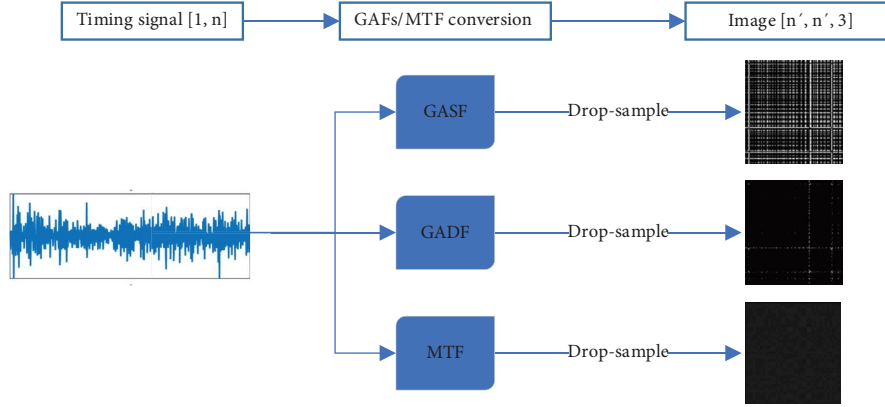 Timing signal [1, n]
GAFs/MTF conversion
Image [n´, n´, 3]
GASF
Drop-sample
GADF
Drop-sample
MTF
Drop-sample